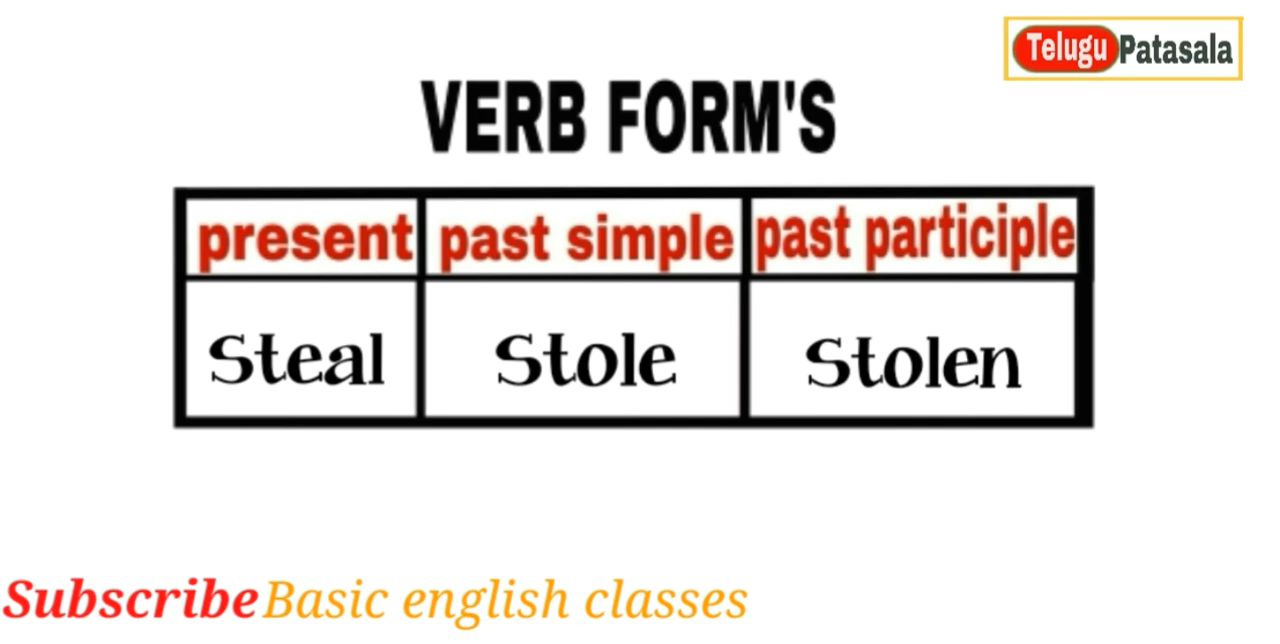 Telugu Patasala
VERB FORM'S
present past simple past participle
Steal Stole Stolen
Subscribe Basic english classes